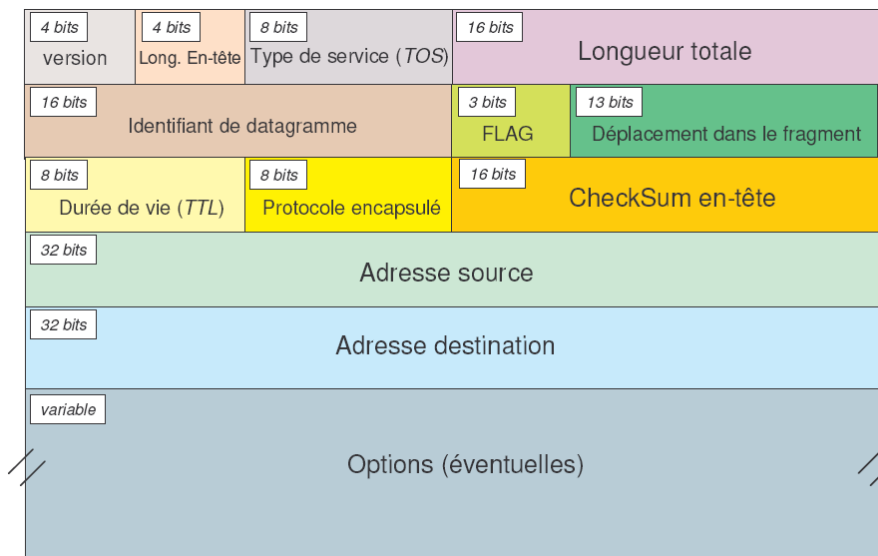 4 bits
version
4 bits
Long. En-tête
8 bits
Type de service (TOS)
16 bits
Longueur totale
16 bits
Identifiant de datagramme
3 bits
FLAG
13 bits
Déplacement dans le fragment
8 bits
Durée de vie (TTL)
8 bits
Protocole encapsulé
16 bits
CheckSum en-tête
32 bits
Adresse source
32 bits
Adresse destination
variable
Options (éventuelles)